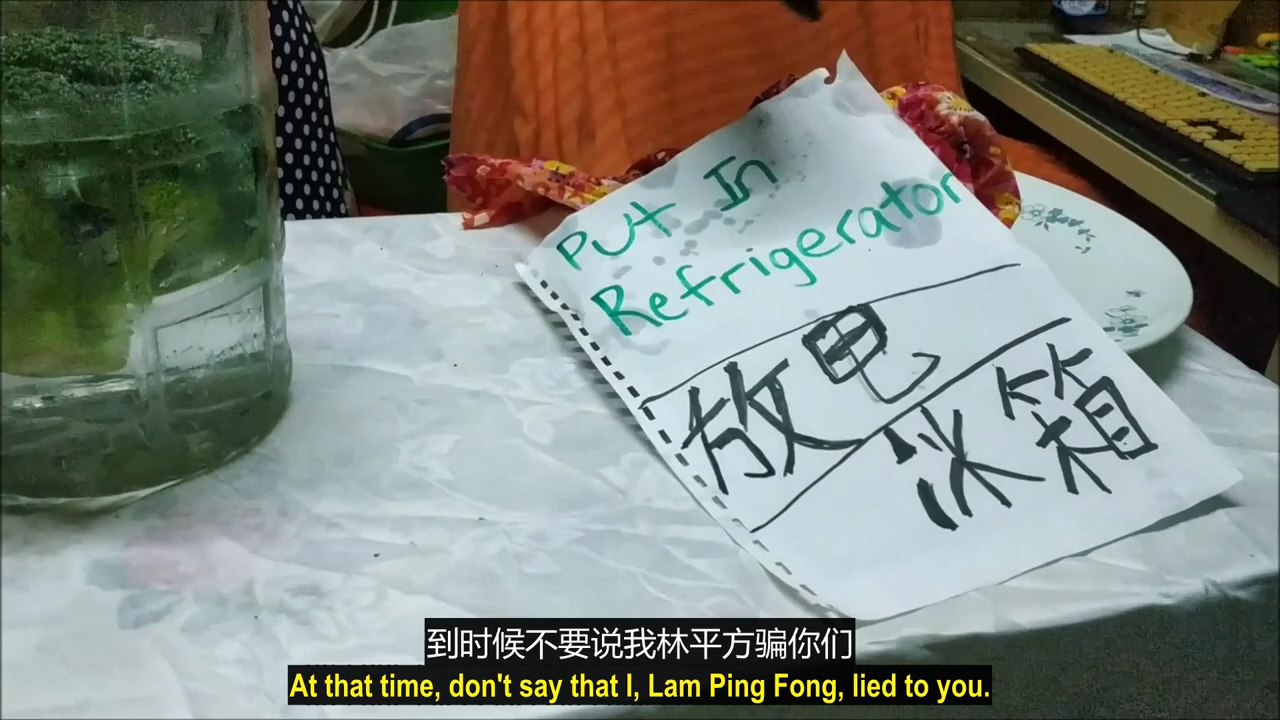 Put In
Refrigerator
放电
冰箱
到时候不要说我林平方骗你们
At that time, don't say that I, Lam Ping Fong, lied to you.